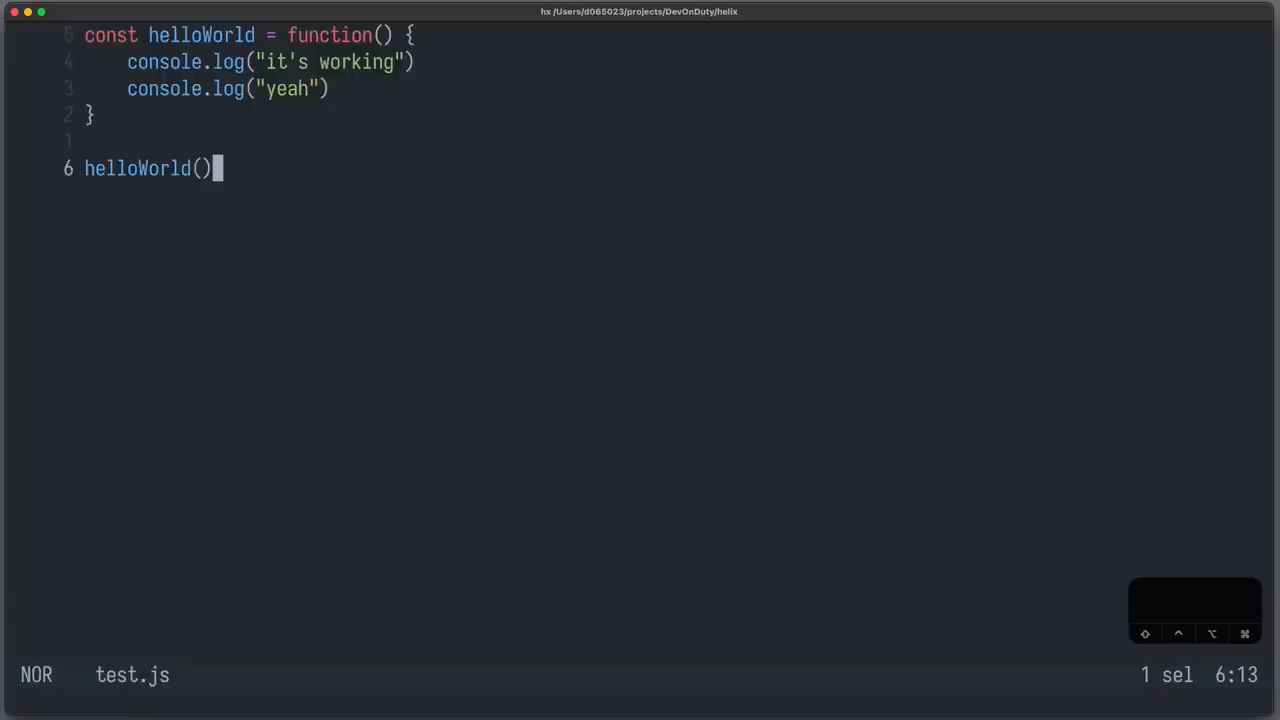 hx /Users/d065023/projects/DevOnDuty/helix
5 const helloWorld = function() {
4     console.log("it's working")
3     console.log("yeah")
2 }
1
6 helloWorld()
⇧ ^ ⌥ ⌘
NOR test.js 1 sel 6:13